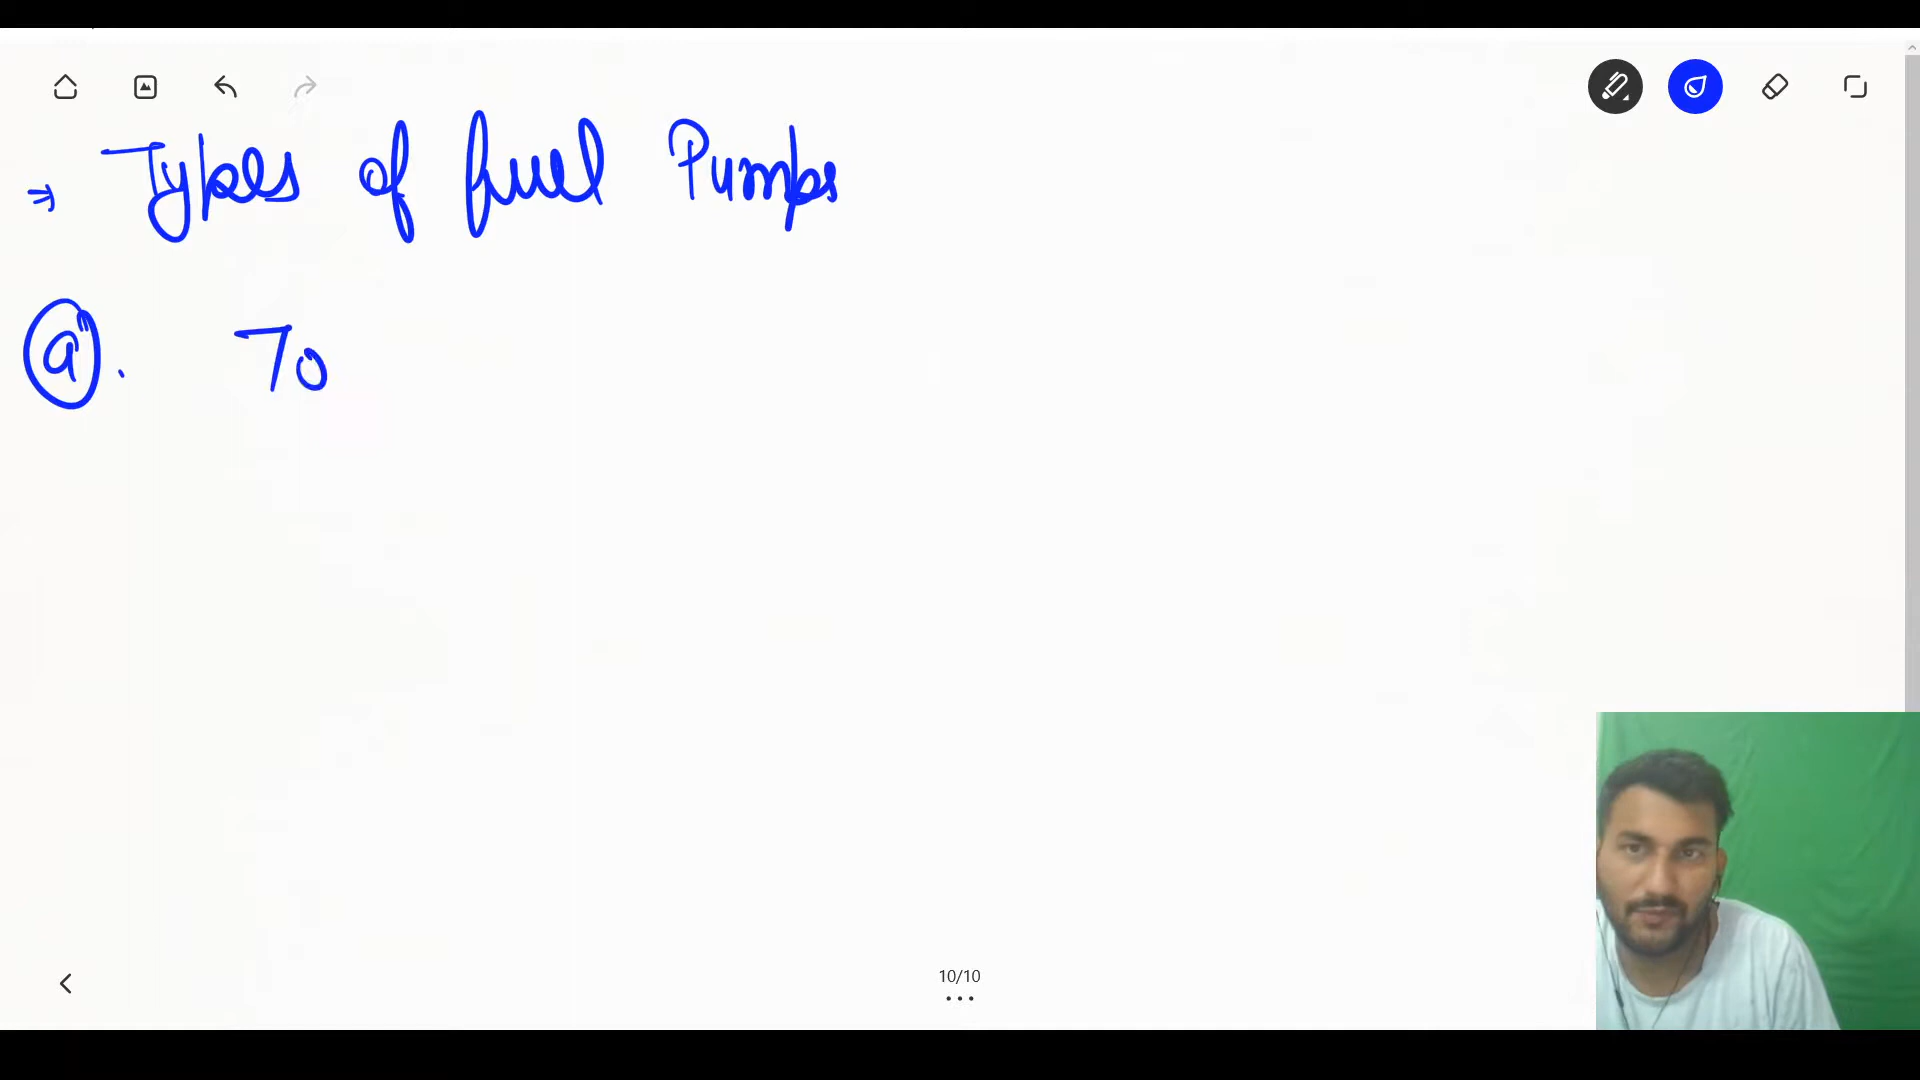 ⇒ Types of fuel Pumps
a). To
10/10